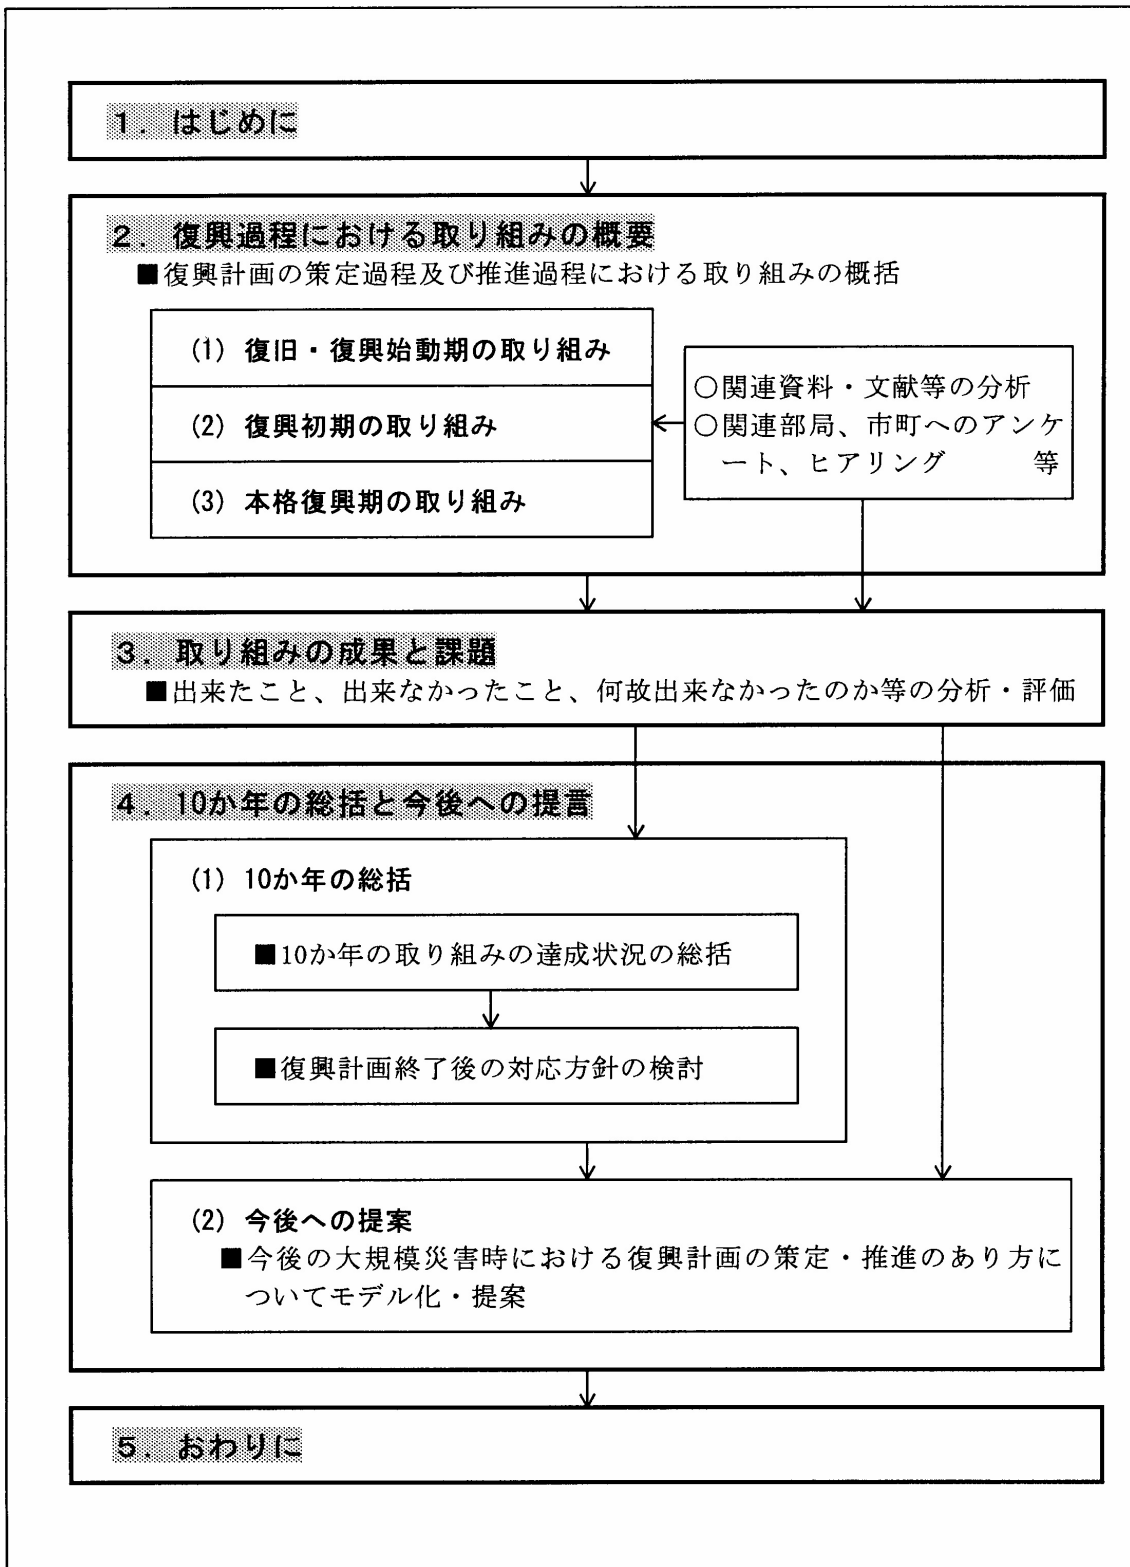 1. はじめに
2. 復興過程における取り組みの概要
■復興計画の策定過程及び推進過程における取り組みの概括
(1) 復旧・復興始動期の取り組み
(2) 復興初期の取り組み
(3) 本格復興期の取り組み
○関連資料・文献等の分析
○関連部局、市町へのアンケ
ート、ヒアリング 等
3. 取り組みの成果と課題
■出来たこと、出来なかったこと、何故出来なかったのか等の分析・評価
4. 10か年の総括と今後への提言
(1) 10か年の総括
■10か年の取り組みの達成状況の総括
■復興計画終了後の対応方針の検討
(2) 今後への提案
■今後の大規模災害時における復興計画の策定・推進のあり方に
ついてモデル化・提案
5. おわりに